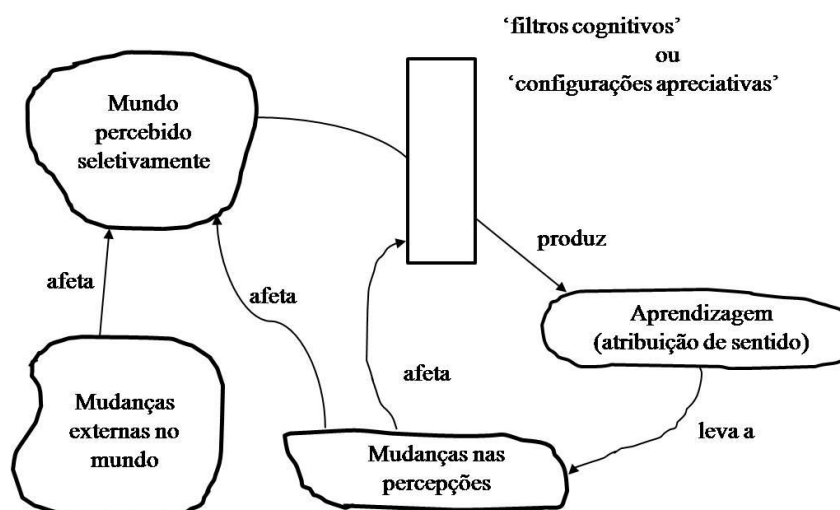 ‘filtros cognitivos’
ou
‘configurações apreciativas’
Mundo
percebido
seletivamente
produz
afeta
afeta
Aprendizagem
(atribuição de sentido)
afeta
Mudanças
externas no
mundo
leva a
Mudanças nas
percepções